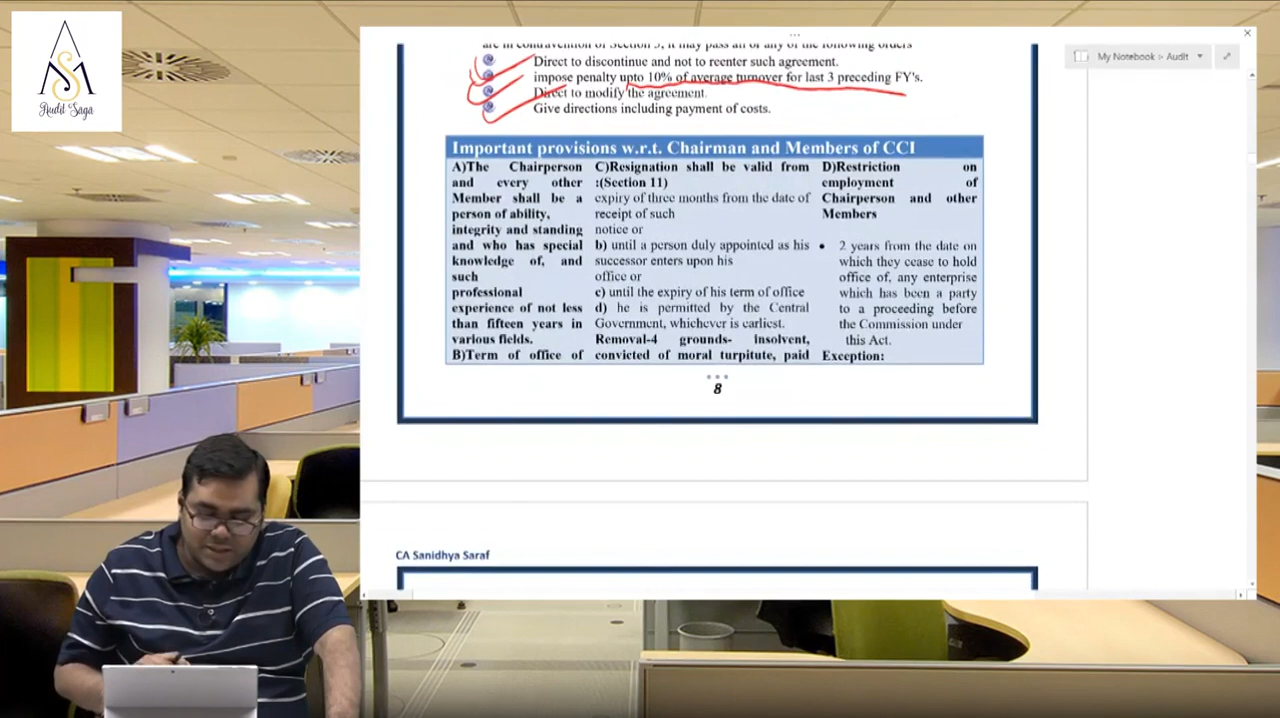 Audit Saga
My Notebook > Audit
are in contravention of Section 3, it may pass all or any of the following orders
Direct to discontinue and not to reenter such agreement.
impose penalty upto 10% of average turnover for last 3 preceding FY's.
Direct to modify the agreement.
Give directions including payment of costs.
Important provisions w.r.t. Chairman and Members of CCI
A)The Chairperson
and every other
Member shall be a
person of ability,
integrity and standing
and who has special
knowledge of, and
such
professional
experience of not less
than fifteen years in
various fields.
B)Term of office of
C)Resignation shall be valid from
:(Section 11)
expiry of three months from the date of
receipt of such
notice or
b) until a person duly appointed as his
successor enters upon his
office or
c) until the expiry of his term of office
d) he is permitted by the Central
Government, whichever is earliest.
Removal-4 grounds- insolvent,
convicted of moral turpitude, paid
D)Restriction on
employment of
Chairperson and other
Members
• 2 years from the date on
which they cease to hold
office of, any enterprise
which has been a party
to a proceeding before
the Commission under
this Act.
Exception:
8
CA Sanidhya Saraf